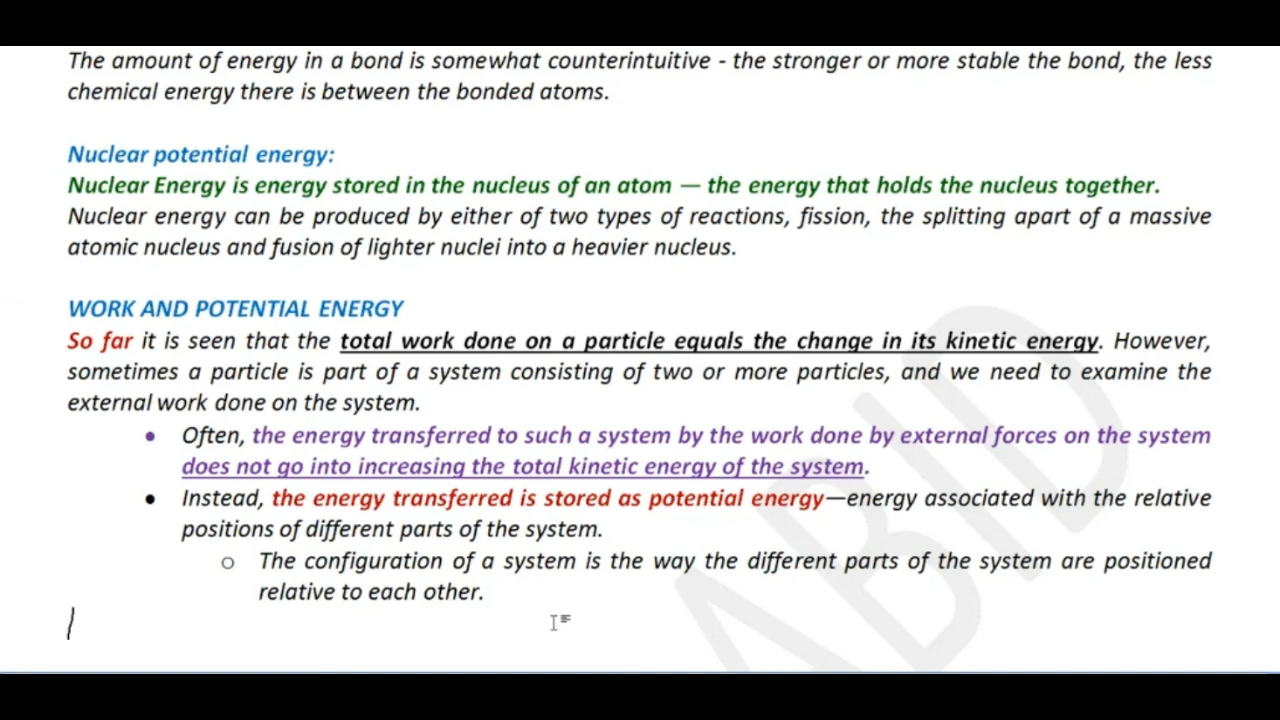 The amount of energy in a bond is somewhat counterintuitive - the stronger or more stable the bond, the less
chemical energy there is between the bonded atoms.
Nuclear potential energy:
Nuclear Energy is energy stored in the nucleus of an atom — the energy that holds the nucleus together.
Nuclear energy can be produced by either of two types of reactions, fission, the splitting apart of a massive
atomic nucleus and fusion of lighter nuclei into a heavier nucleus.
WORK AND POTENTIAL ENERGY
So far it is seen that the total work done on a particle equals the change in its kinetic energy. However,
sometimes a particle is part of a system consisting of two or more particles, and we need to examine the
external work done on the system.
• Often, the energy transferred to such a system by the work done by external forces on the system
does not go into increasing the total kinetic energy of the system.
• Instead, the energy transferred is stored as potential energy—energy associated with the relative
positions of different parts of the system.
o The configuration of a system is the way the different parts of the system are positioned
relative to each other.
ABID